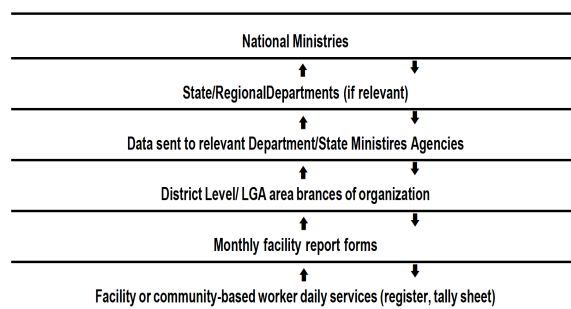 National Ministries
State/RegionalDepartments (if relevant)
Data sent to relevant Department/State Ministires Agencies
District Level/ LGA area brances of organization
Monthly facility report forms
Facility or community-based worker daily services (register, tally sheet)